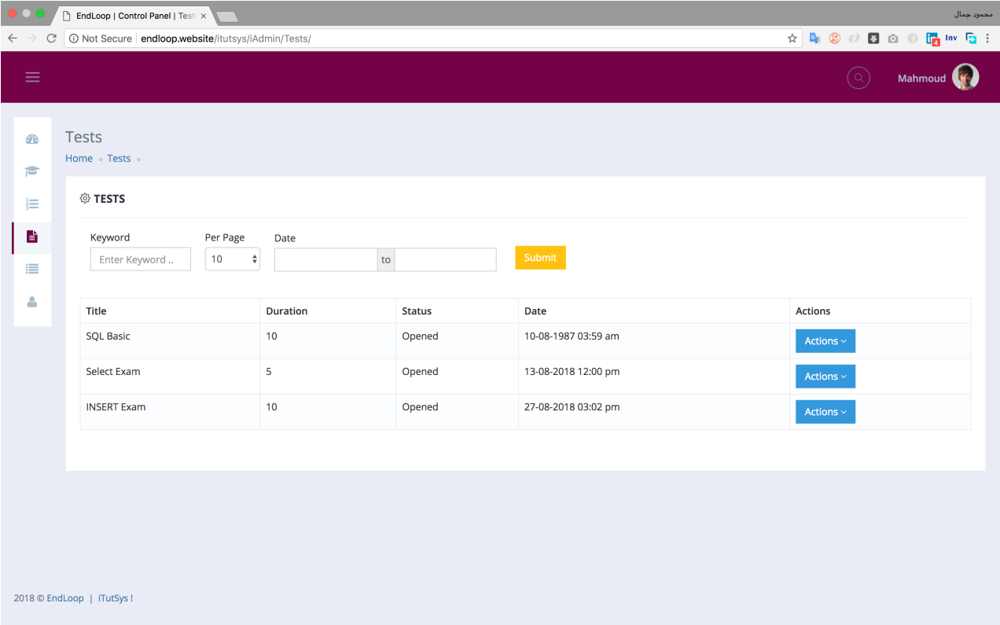 EndLoop | Control Panel | Test
محمود جمال
Not Secure endloop.website/itutsys/iAdmin/Tests/
4 Inv
Mahmoud
Tests
Home Tests
TESTS
Keyword Per Page Date
Enter Keyword .. 10 to Submit
Title Duration Status Date Actions
SQL Basic 10 Opened 10-08-1987 03:59 am Actions
Select Exam 5 Opened 13-08-2018 12:00 pm Actions
INSERT Exam 10 Opened 27-08-2018 03:02 pm Actions
2018 © EndLoop | iTutSys !